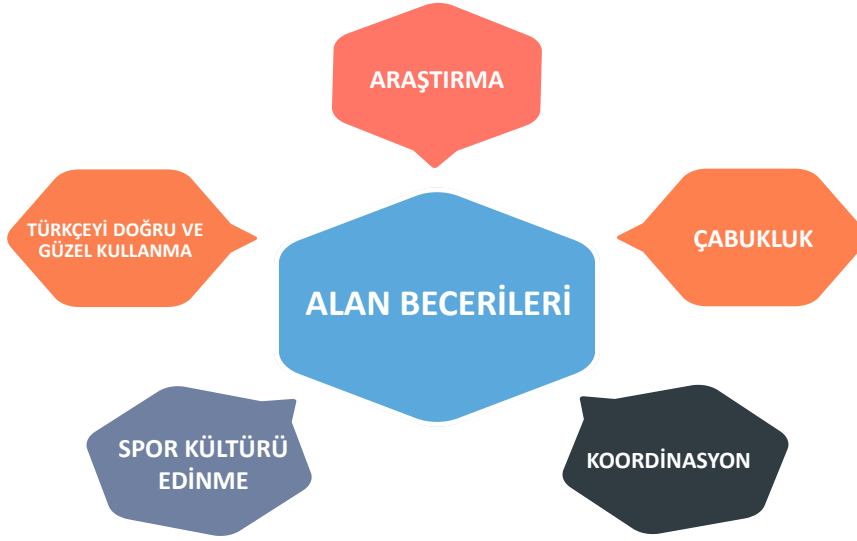 ARAŞTIRMA
TÜRKÇEYİ DOĞRU VE
GÜZEL KULLANMA
ÇABUKLUK
ALAN BECERİLERİ
SPOR KÜLTÜRÜ
EDİNME
KOORDİNASYON